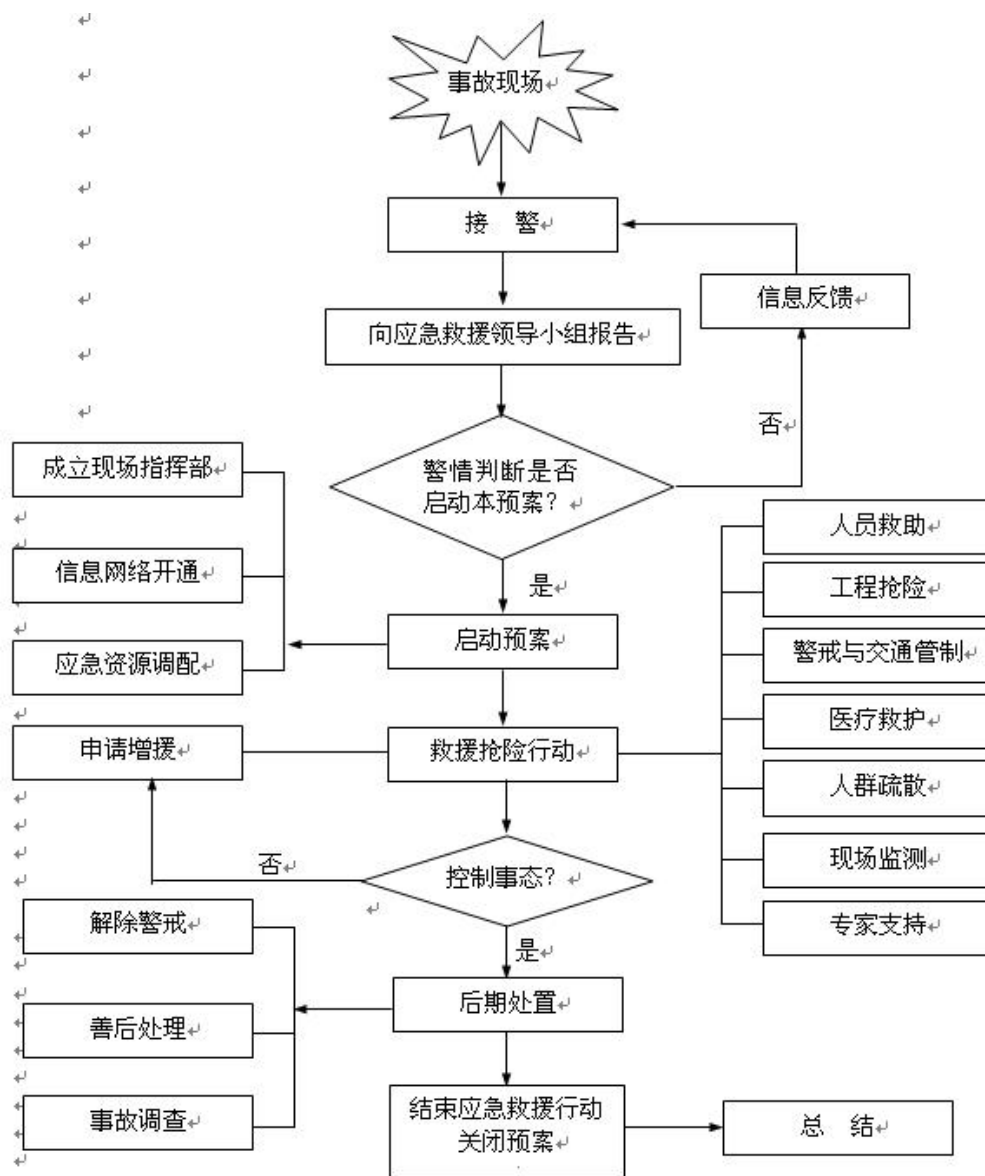 事故现场
接 警
信息反馈
向应急救援领导小组报告
否
成立现场指挥部
警情判断是否
启动本预案?
人员救助
信息网络开通
是
工程抢险
启动预案
警戒与交通管制
应急资源调配
医疗救护
申请增援
救援抢险行动
人群疏散
否
控制事态?
现场监测
解除警戒
专家支持
是
后期处置
善后处理
结束应急救援行动
关闭预案
事故调查
总 结